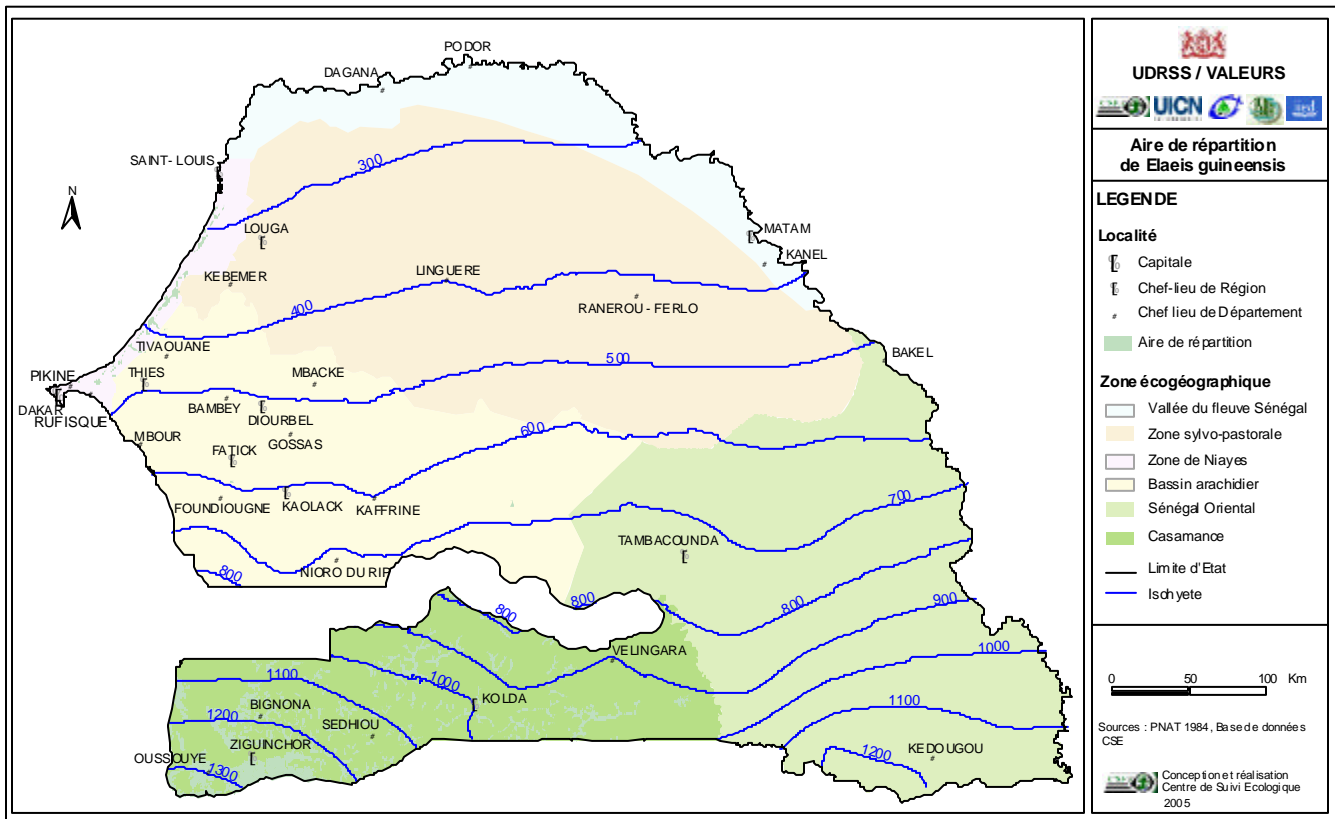 PODOR
DAGANA
SAINT- LOUIS
N
300
LOUGA
MATAM
KANEL
KEBEMER
LINGUERE
400
RANEROU - FERLO
TIVAOUANE
500
BAKEL
PIKINE
THIES
MBACKE
DAKAR
BAMBEY
RUFISQUE
DIOURBEL
MBOUR
GOSSAS
600
FATICK
700
FOUNDIOUGNE
KAOLACK
KAFFRINE
TAMBACOUNDA
NIORO DU RIP
800
800
800
800
900
1000
VELINGARA
1100
1000
KOLDA
1100
BIGNONA
1200
SEDHIOU
ZIGUINCHOR
OUSSOUYE
1300
KEDOUGOU
1200
UDRSS / VALEURS
CSE
UICN
Aire de répartition
de Elaeis guineensis
LEGENDE
Localité
Capitale
Chef-lieu de Région
Chef lieu de Département
Aire de répartition
Zone écogéographique
Vallée du fleuve Sénégal
Zone sylvo-pastorale
Zone de Niayes
Bassin arachidier
Sénégal Oriental
Casamance
Limite d'Etat
Isohyete
0 50 100 Km
Sources : PNAT 1984, Base de données
CSE
Conception et réalisation
Centre de Suivi Ecologique
2005